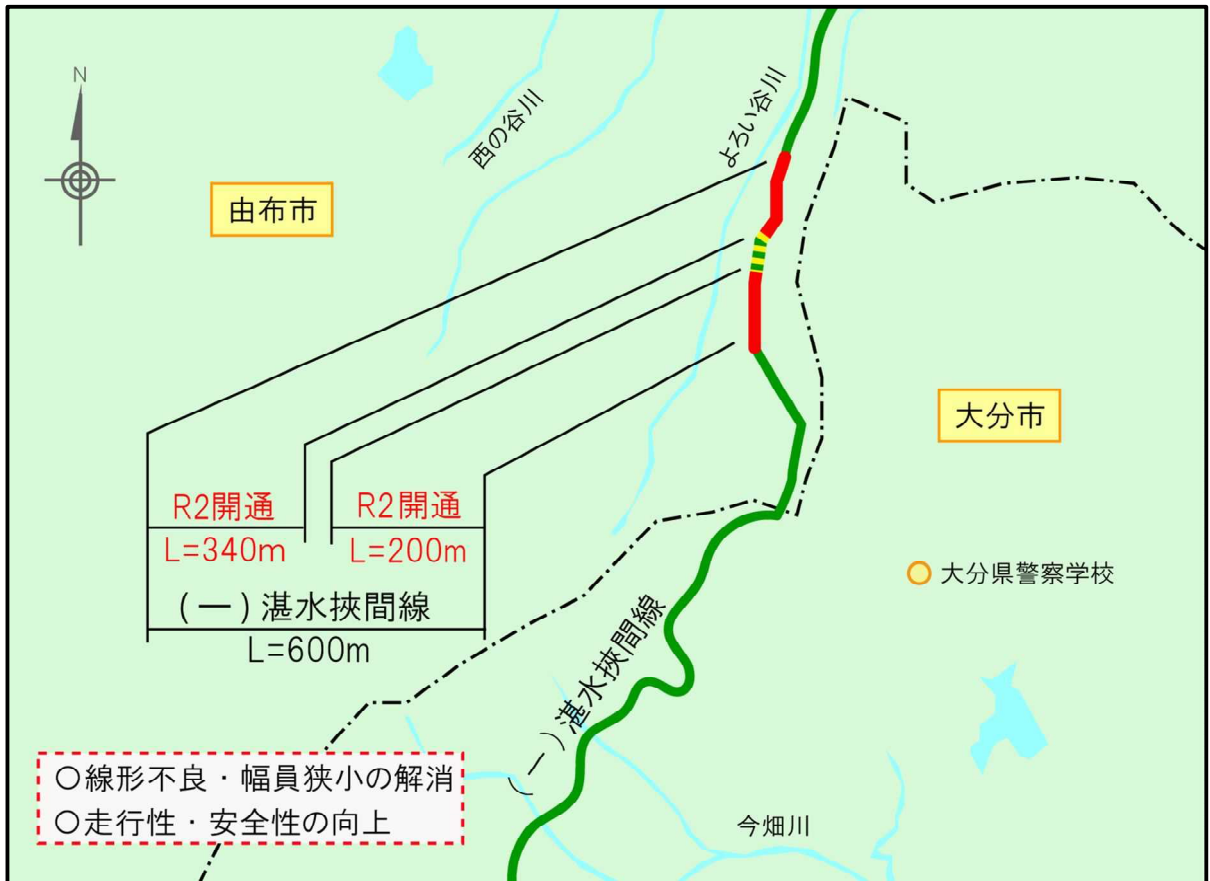 N
西の谷川
よろい谷川
由布市
大分市
R2開通
L=340m
R2開通
L=200m
(一)湛水挾間線
L=600m
大分県警察学校
(一)湛水挾間線
○線形不良・幅員狭小の解消
○走行性・安全性の向上
今畑川